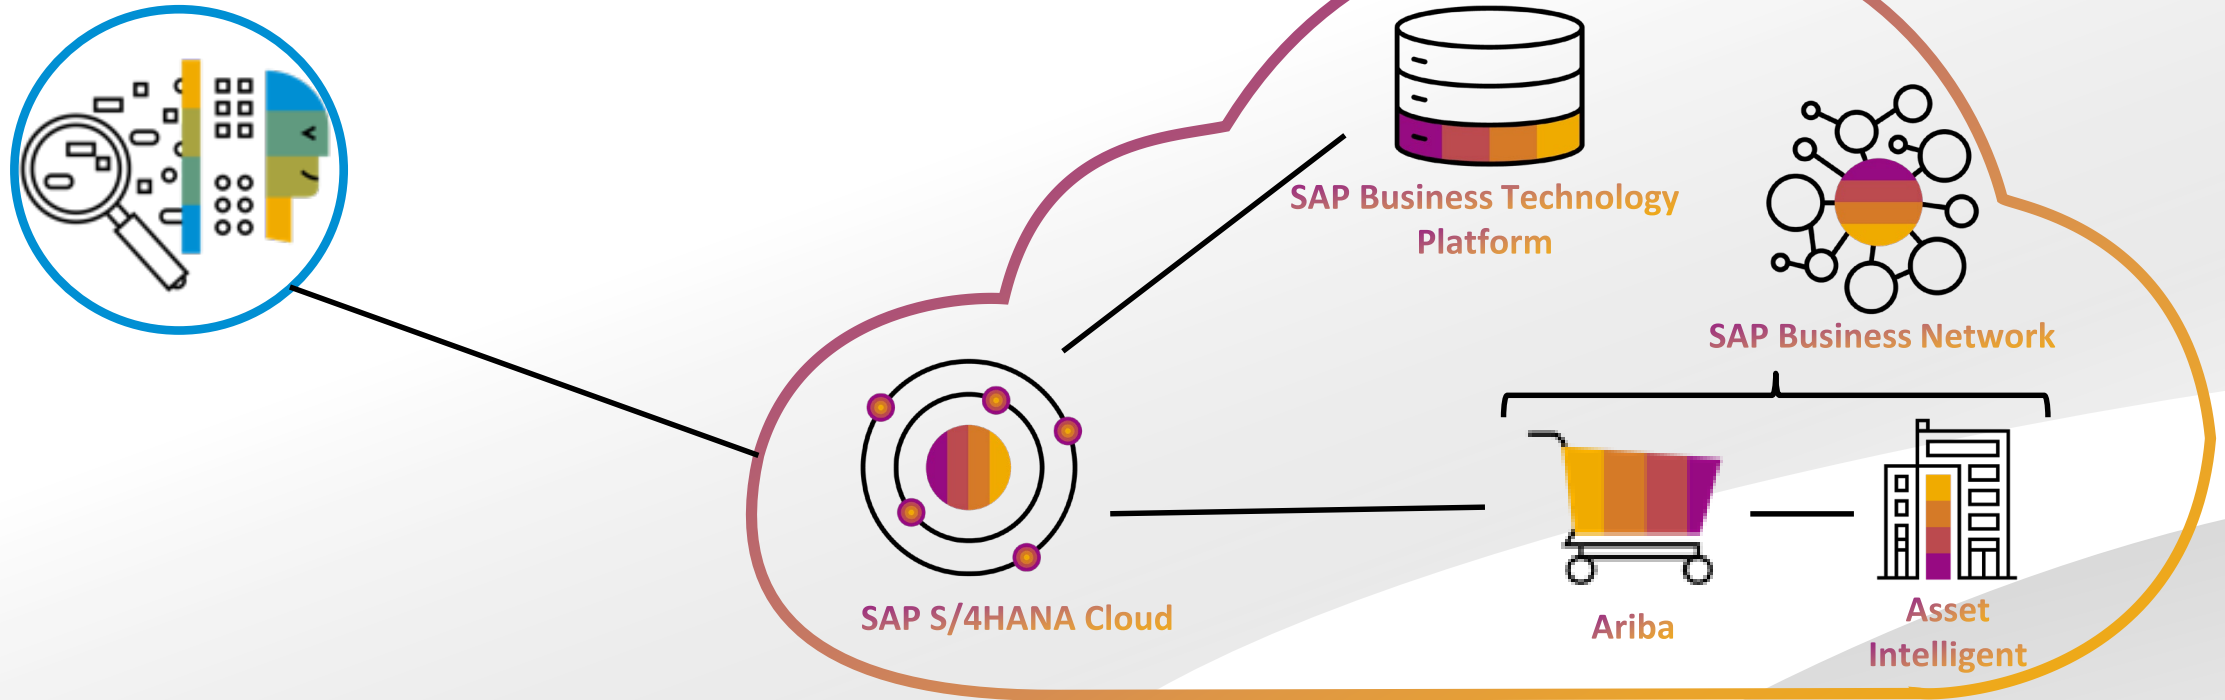 SAP Business Technology
Platform
SAP Business Network
SAP S/4HANA Cloud
Ariba
Asset
Intelligent